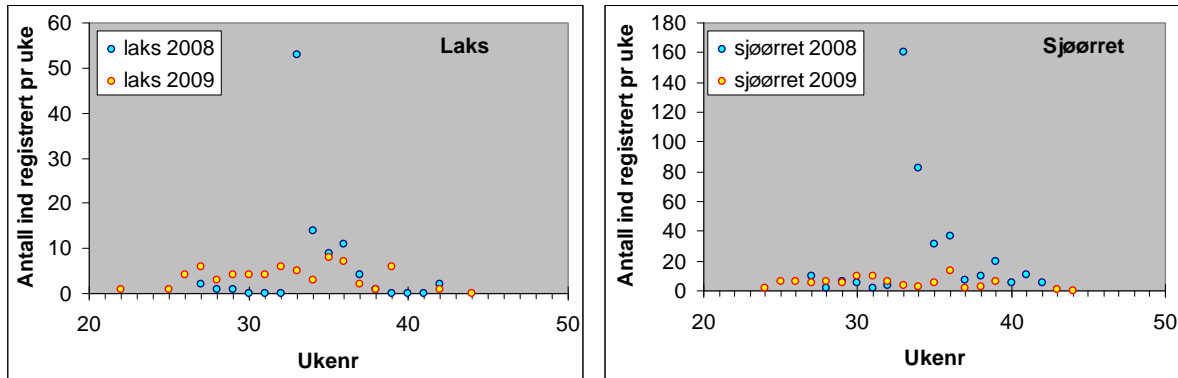 Laks
laks 2008
laks 2009
Antall ind registrert pr uke
60
50
40
30
20
10
0
20 30 40 50
Ukenr
Sjøørret
sjøørret 2008
sjøørret 2009
Antall ind registrert pr uke
180
160
140
120
100
80
60
40
20
0
20 30 40 50
Ukenr